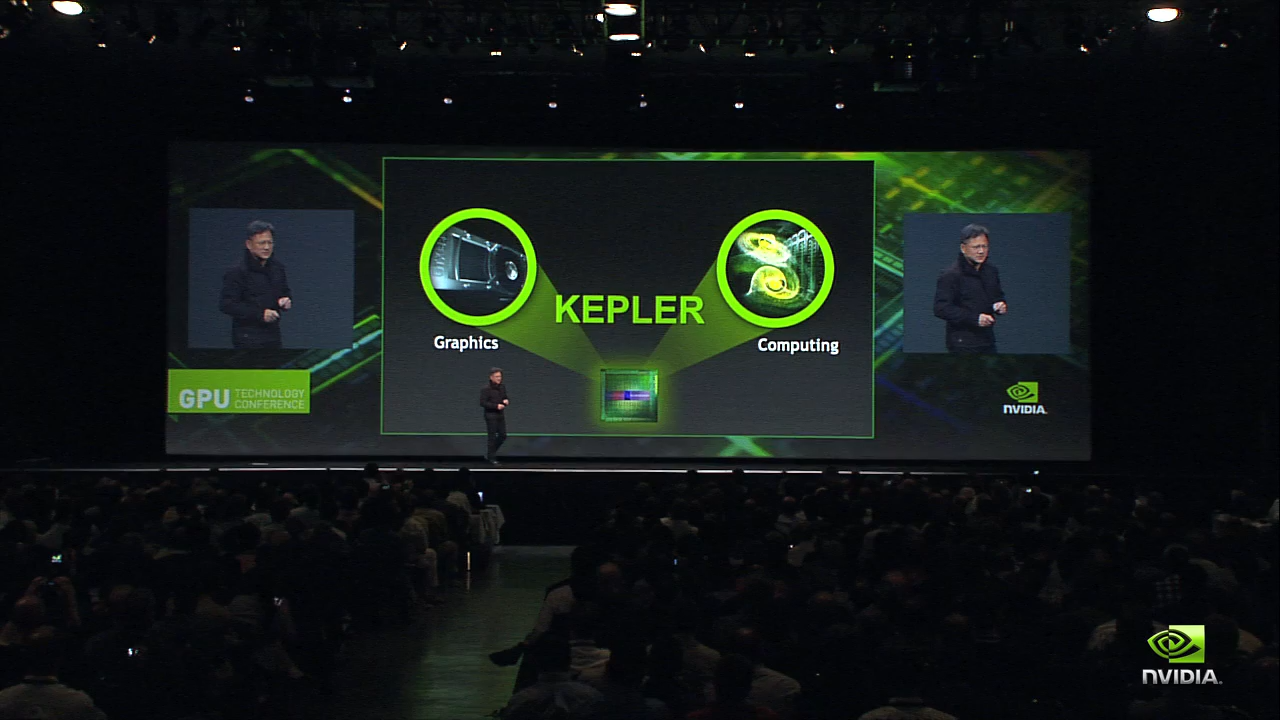 KEPLER
Graphics
Computing
GPU TECHNOLOGY
CONFERENCE
NVIDIA.
NVIDIA.